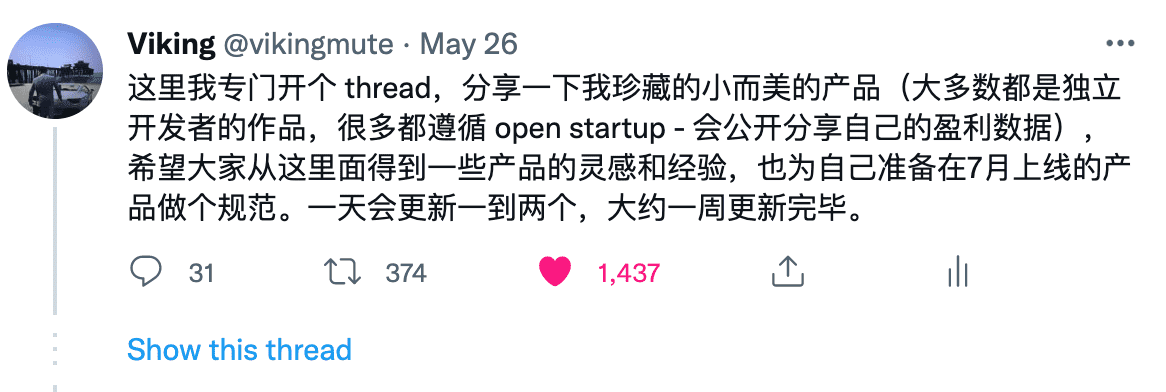 Viking @vikingmute · May 26
这里我专门开个 thread，分享一下我珍藏的小而美的产品（大多数都是独立
开发者的作品，很多都遵循 open startup - 会公开分享自己的盈利数据），
希望大家从这里面得到一些产品的灵感和经验，也为自己准备在7月上线的产
品做个规范。一天会更新一到两个，大约一周更新完毕。
31 374 1,437
Show this thread